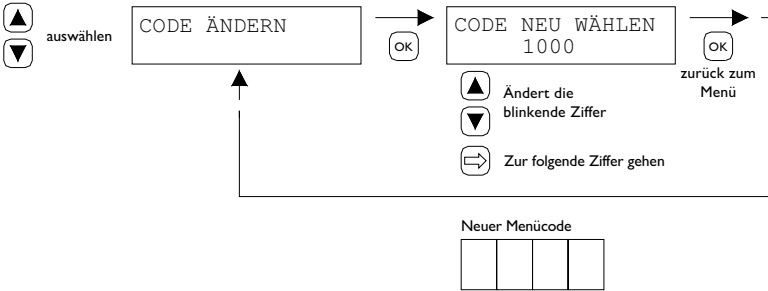 auswählen
CODE ÄNDERN
OK
CODE NEU WÄHLEN
1000
OK
zurück zum
Menü
Ändert die
blinkende Ziffer
Zur folgende Ziffer gehen
Neuer Menücode